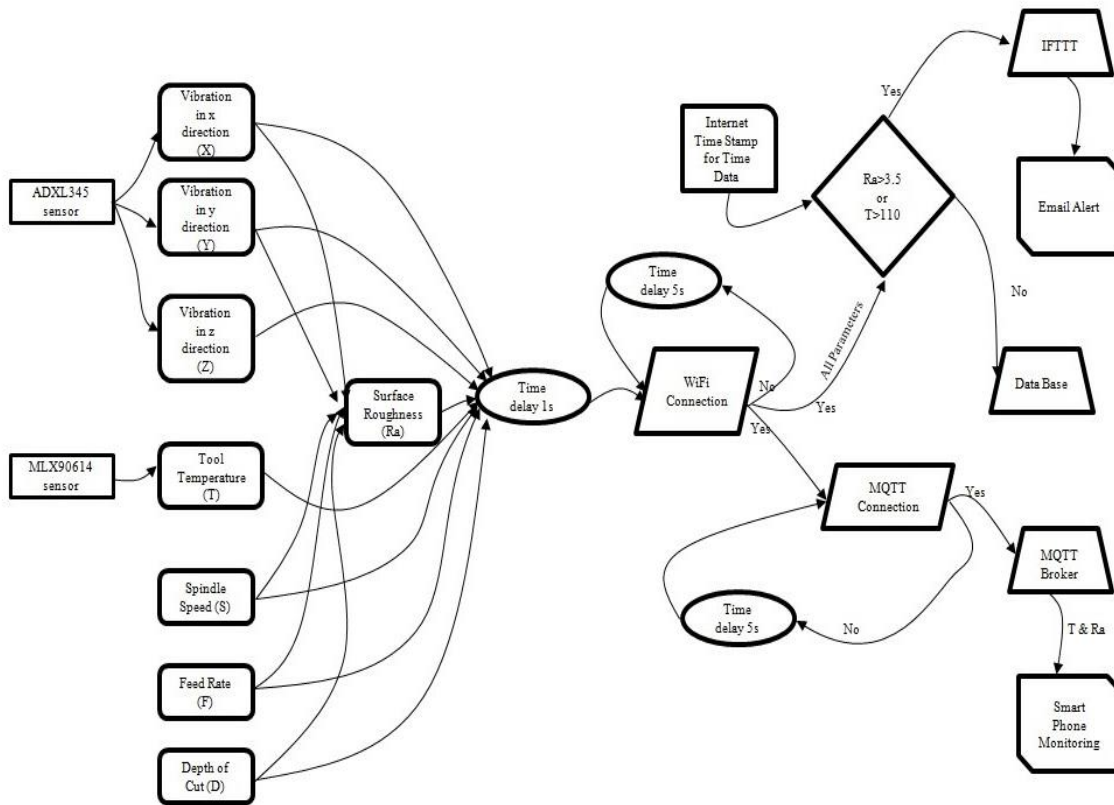 ADXL345
sensor
Vibration
in x
direction
(X)
Vibration
in y
direction
(Y)
Vibration
in z
direction
(Z)
MLX90614
sensor
Tool
Temperature
(T)
Spindle
Speed (S)
Feed Rate
(F)
Depth of
Cut (D)
Surface
Roughness
(Ra)
Time
delay 1s
Time
delay 5s
WiFi
Connection
No
Yes
Yes
All Parameters
Internet
Time Stamp
for Time
Data
Ra>3.5
or
T>110
Yes
IFTTT
Email Alert
No
Data Base
MQTT
Connection
Yes
No
Time
delay 5s
MQTT
Broker
T & Ra
Smart
Phone
Monitoring